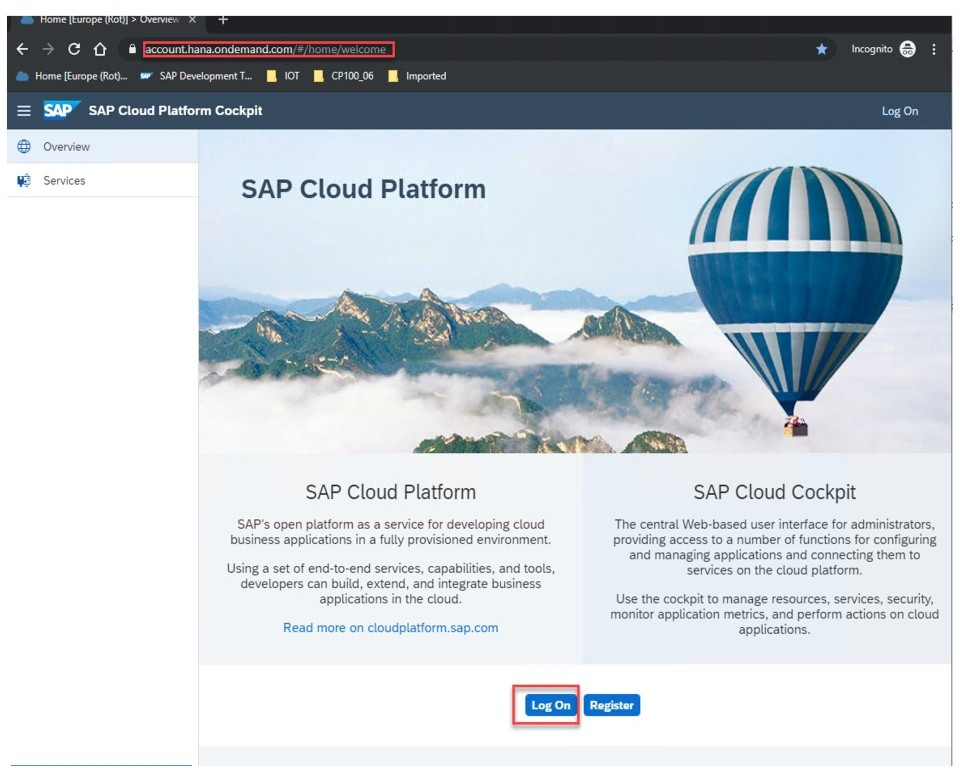 Home [Europe (Rot)] > Overview
account.hana.ondemand.com/#/home/welcome
Incognito
Home [Europe (Rot)...
SAP Development T...
IOT
CP100_06
Imported
SAP
SAP Cloud Platform Cockpit
Log On
Overview
Services
SAP Cloud Platform
SAP Cloud Platform
SAP's open platform as a service for developing cloud
business applications in a fully provisioned environment.
Using a set of end-to-end services, capabilities, and tools,
developers can build, extend, and integrate business
applications in the cloud.
Read more on cloudplatform.sap.com
SAP Cloud Cockpit
The central Web-based user interface for administrators,
providing access to a number of functions for configuring
and managing applications and connecting them to
services on the cloud platform.
Use the cockpit to manage resources, services, security,
monitor application metrics, and perform actions on cloud
applications.
Log On
Register